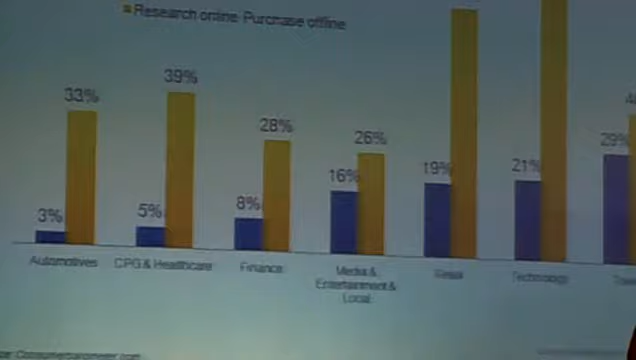 Research online Purchase offline
33%
39%
28%
26%
3%
5%
8%
16%
19%
21%
29%
Automotives
CPG & Healthcare
Finance
Media &
Entertainment &
Local
Retail
Technology